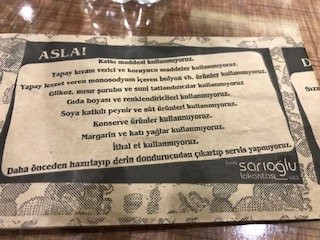 ASLA!
Katkı maddesi kullanmıyoruz.
Yapay kıvam verici ve koruyucu maddeler kullanmıyoruz.
Yapay lezzet veren monosodyum içeren bulyon vb. ürünler kullanmıyoruz.
Glikoz, mısır şurubu ve suni tatlandırıcılar kullanmıyoruz.
Gıda boyası ve renklendiricileri kullanmıyoruz.
Soya katkılı peynir ve süt ürünleri kullanmıyoruz.
Konserve ürünler kullanmıyoruz.
Margarin ve katı yağlar kullanmıyoruz.
İthal et kullanmıyoruz.
Daha önceden hazırlayıp derin dondurucudan çıkartıp servis yapmıyoruz.
sarıoğlu
lokantası
D
Sızı